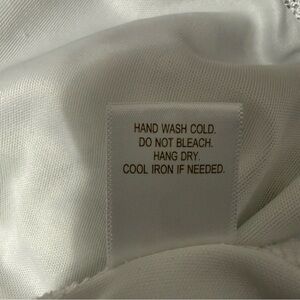 HAND WASH COLD.
DO NOT BLEACH.
HANG DRY.
COOL IRON IF NEEDED.